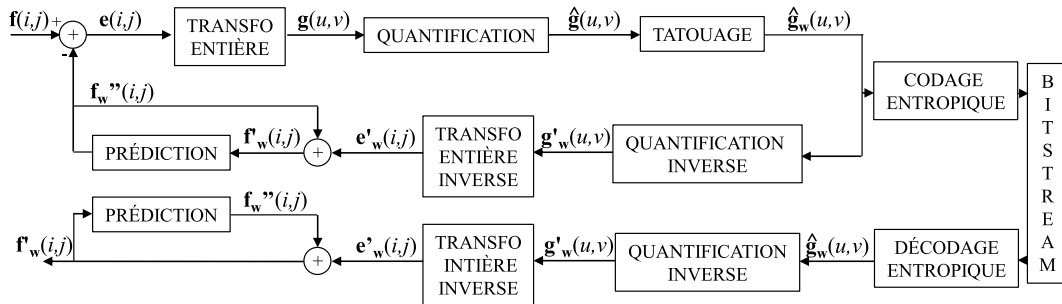 f(i,j)
+
e(i,j)
TRANSFO
ENTIÈRE
g(u,v)
QUANTIFICATION
ĝ(u,v)
TATOUAGE
ĝw(u,v)
+
-
fw''(i,j)
CODAGE
ENTROPIQUE
BITSTREAM
PRÉDICTION
f'w(i,j)
+
e'w(i,j)
TRANSFO
ENTIÈRE
INVERSE
g'w(u,v)
QUANTIFICATION
INVERSE
PRÉDICTION
fw''(i,j)
f'w(i,j)
+
e'w(i,j)
TRANSFO
INTIÈRE
INVERSE
g'w(u,v)
QUANTIFICATION
INVERSE
ĝw(u,v)
DÉCODAGE
ENTROPIQUE